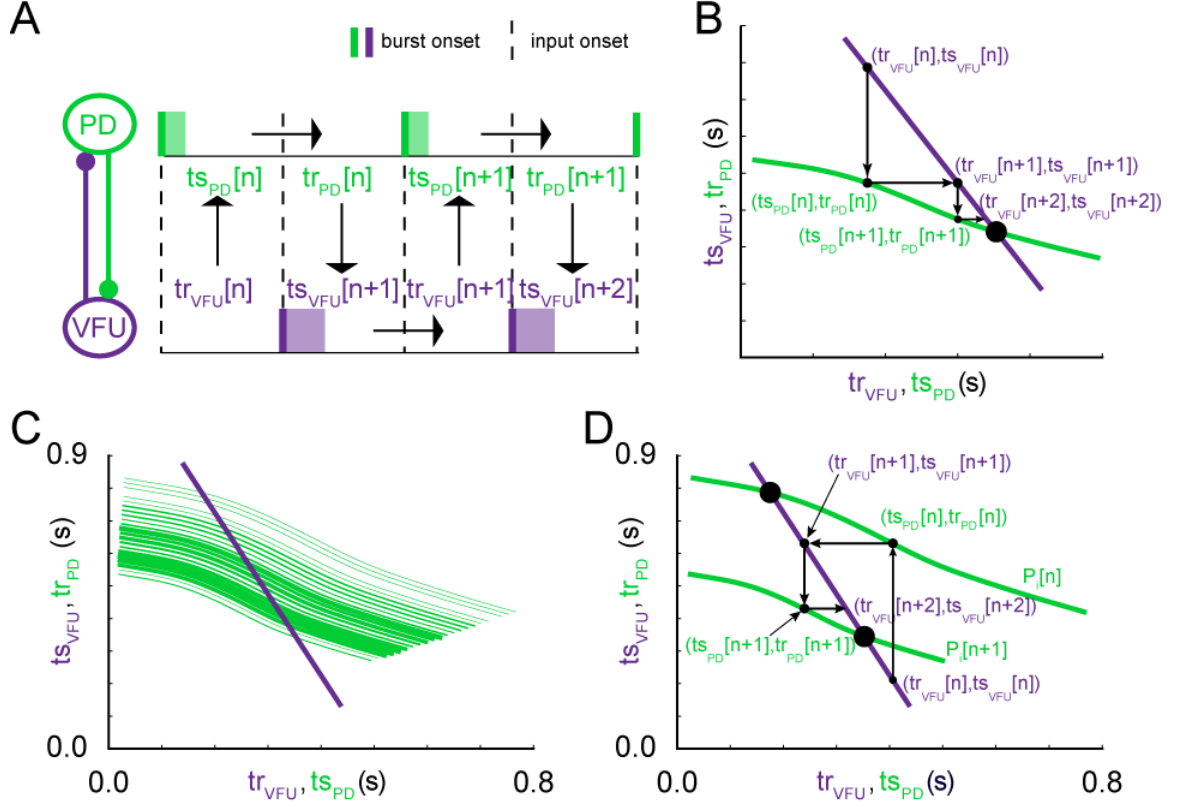 A
burst onset
input onset
PD
ts_PD[n]
tr_PD[n]
ts_PD[n+1]
tr_PD[n+1]
tr_VFU[n]
ts_VFU[n+1]
tr_VFU[n+1]
ts_VFU[n+2]
VFU
B
ts_VFU, tr_PD (s)
(tr_VFU[n],ts_VFU[n])
(tr_VFU[n+1],ts_VFU[n+1])
(ts_PD[n],tr_PD[n])
(tr_VFU[n+2],ts_VFU[n+2])
(ts_PD[n+1],tr_PD[n+1])
tr_VFU, ts_PD (s)
C
0.9
ts_VFU, tr_PD (s)
0.0
0.0
0.8
tr_VFU, ts_PD (s)
D
0.9
ts_VFU, tr_PD (s)
(tr_VFU[n+1],ts_VFU[n+1])
(ts_PD[n],tr_PD[n])
P_i[n]
(tr_VFU[n+2],ts_VFU[n+2])
(ts_PD[n+1],tr_PD[n+1])
P_i[n+1]
(tr_VFU[n],ts_VFU[n])
0.0
0.0
0.8
tr_VFU, ts_PD (s)